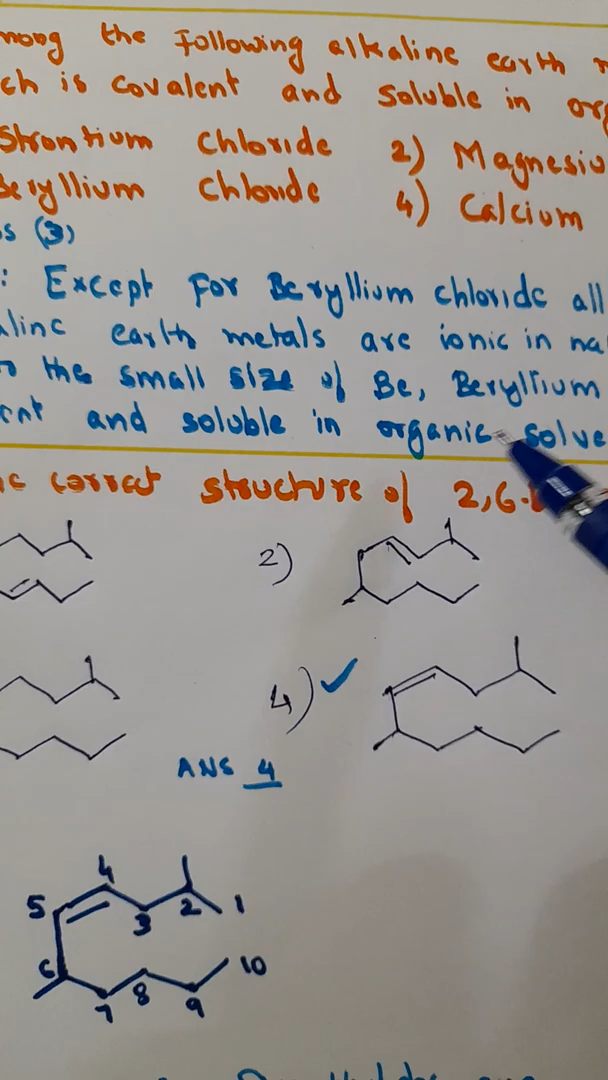 mong the following alkaline earth m
ch is covalent and soluble in org
Strontium chloride 2) Magnesiu
Beryllium chloride 4) Calcium
s (3)
: Except for Beryllium chloride all
aline earth metals are ionic in na
o the small size of Be, Beryllium
ent and soluble in organic solve
correct structure of 2,6-
2)
4) ✓
ANS 4
4
5 2 1
3
6 10
8
7 9